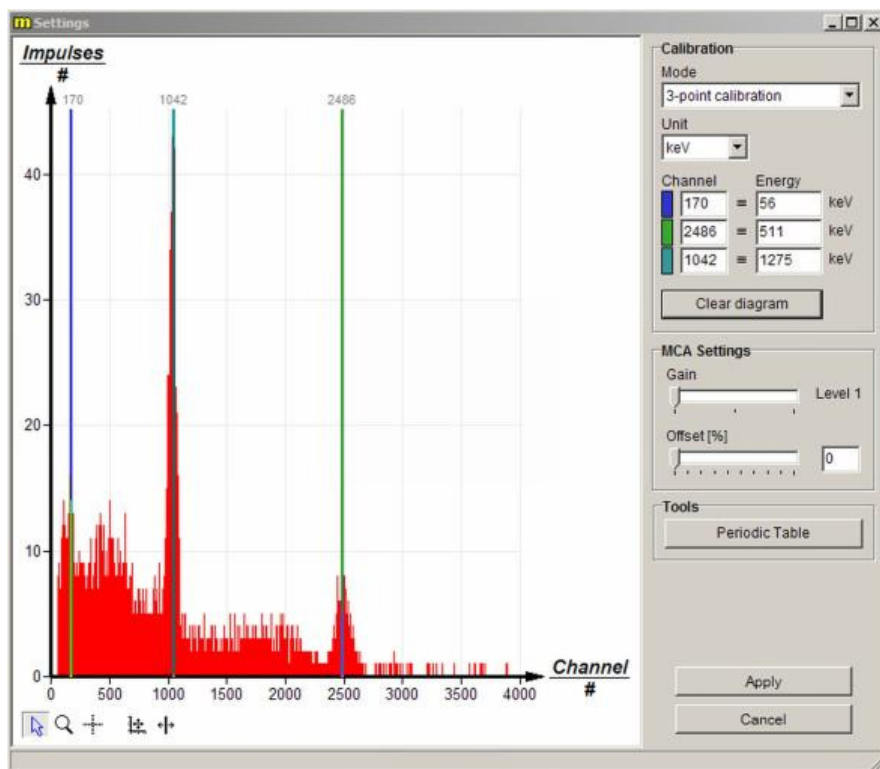 Settings
Impulses
#
170 1042 2486
40
30
20
10
0
0 500 1000 1500 2000 2500 3000 3500 4000
Channel
#
Calibration
Mode
3-point calibration
Unit
keV
Channel Energy
170 = 56 keV
2486 = 511 keV
1042 = 1275 keV
Clear diagram
MCA Settings
Gain
Level 1
Offset [%]
0
Tools
Periodic Table
Apply
Cancel